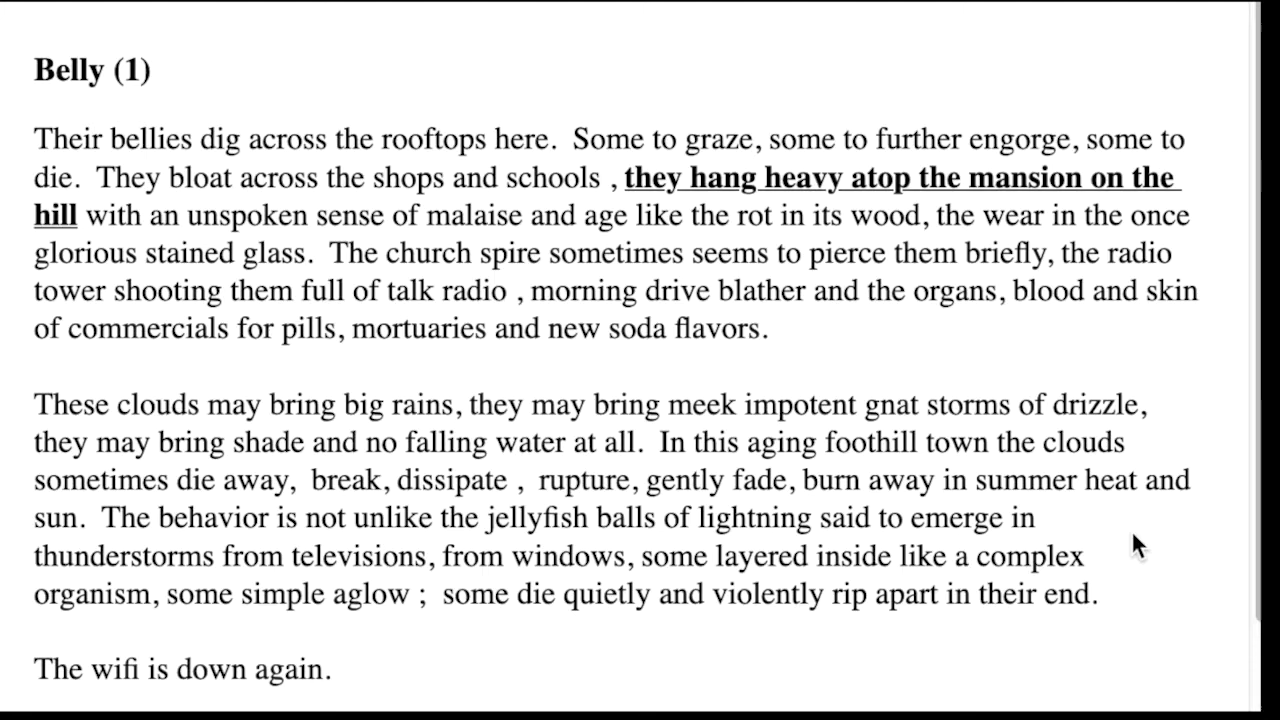 Belly (1)
Their bellies dig across the rooftops here.  Some to graze, some to further engorge, some to
die.  They bloat across the shops and schools , they hang heavy atop the mansion on the
hill with an unspoken sense of malaise and age like the rot in its wood, the wear in the once
glorious stained glass.  The church spire sometimes seems to pierce them briefly, the radio
tower shooting them full of talk radio , morning drive blather and the organs, blood and skin
of commercials for pills, mortuaries and new soda flavors.
These clouds may bring big rains, they may bring meek impotent gnat storms of drizzle,
they may bring shade and no falling water at all.  In this aging foothill town the clouds
sometimes die away,  break, dissipate ,  rupture, gently fade, burn away in summer heat and
sun.  The behavior is not unlike the jellyfish balls of lightning said to emerge in
thunderstorms from televisions, from windows, some layered inside like a complex
organism, some simple aglow ;  some die quietly and violently rip apart in their end.
The wifi is down again.